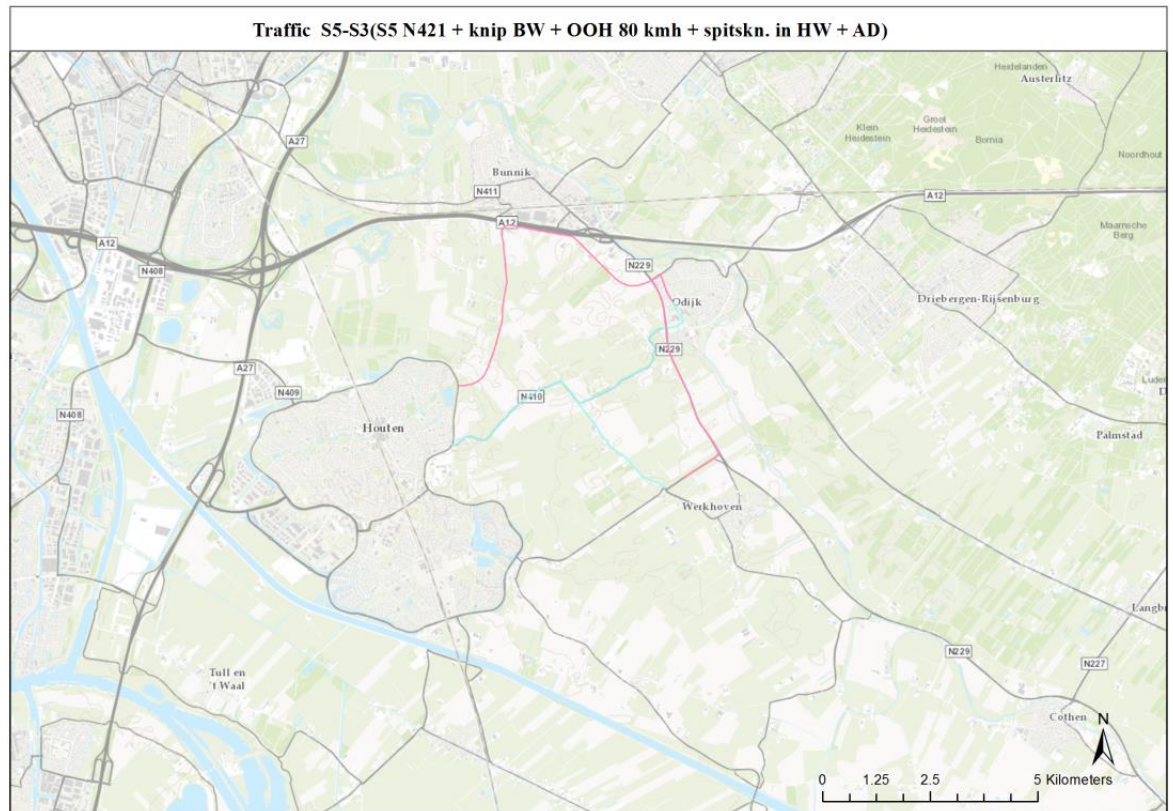 Traffic S5-S3(S5 N421 + knip BW + OOH 80 kmh + spitskn. in HW + AD)
Heidelanden
Austerlitz
Groot
Heidestein
Klein
Heidestein
Bornia
Noordhout
A27
Bunnik
N411
A12
A12
Maarnsche
Berg
A12
N408
N229
Odijk
Driebergen-Rijsenburg
N229
A27
N409
N410
N408
Houten
Palmstad
Werkhoven
N229
N227
Tull en
't Waal
Cothen
N
0 1.25 2.5 5 Kilometers